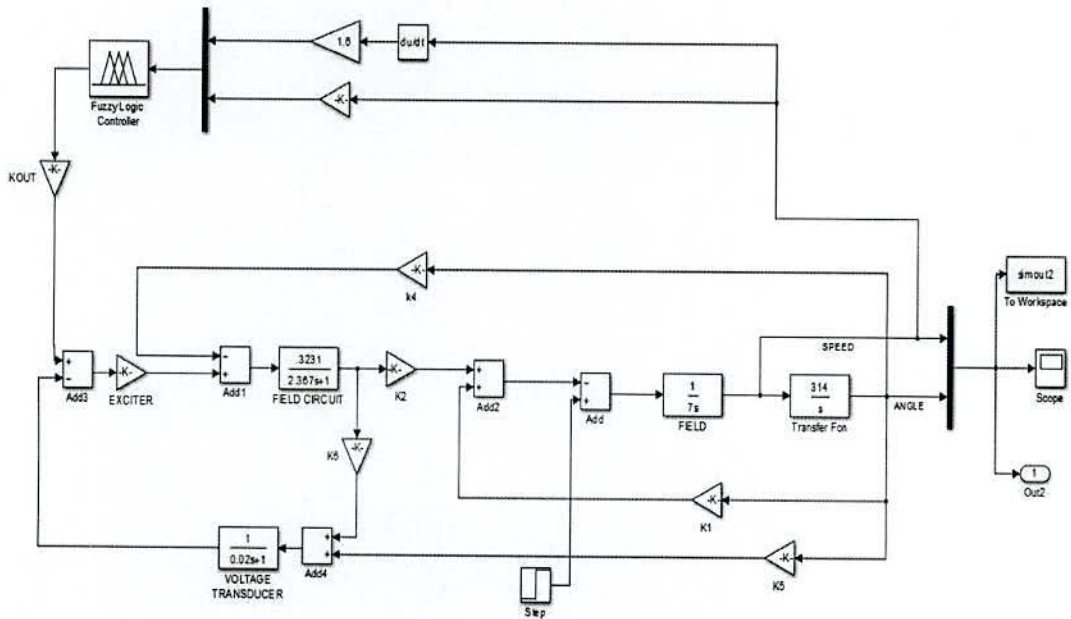 1.6
du/dt
-K-
Fuzzy Logic
Controller
-K-
KOUT
-K-
k4
simout2
To Workspace
SPEED
+
-
Add3
-K-
EXCITER
-
+
Add1
.3231
2.367s+1
FIELD CIRCUIT
-K-
K2
+
+
Add2
-
+
Add
1
7s
FIELD
314
s
Transfer Fcn
ANGLE
Scope
-K-
K6
-K-
K1
1
Out2
1
0.02s+1
VOLTAGE
TRANSDUCER
+
+
Add4
-K-
K5
Step